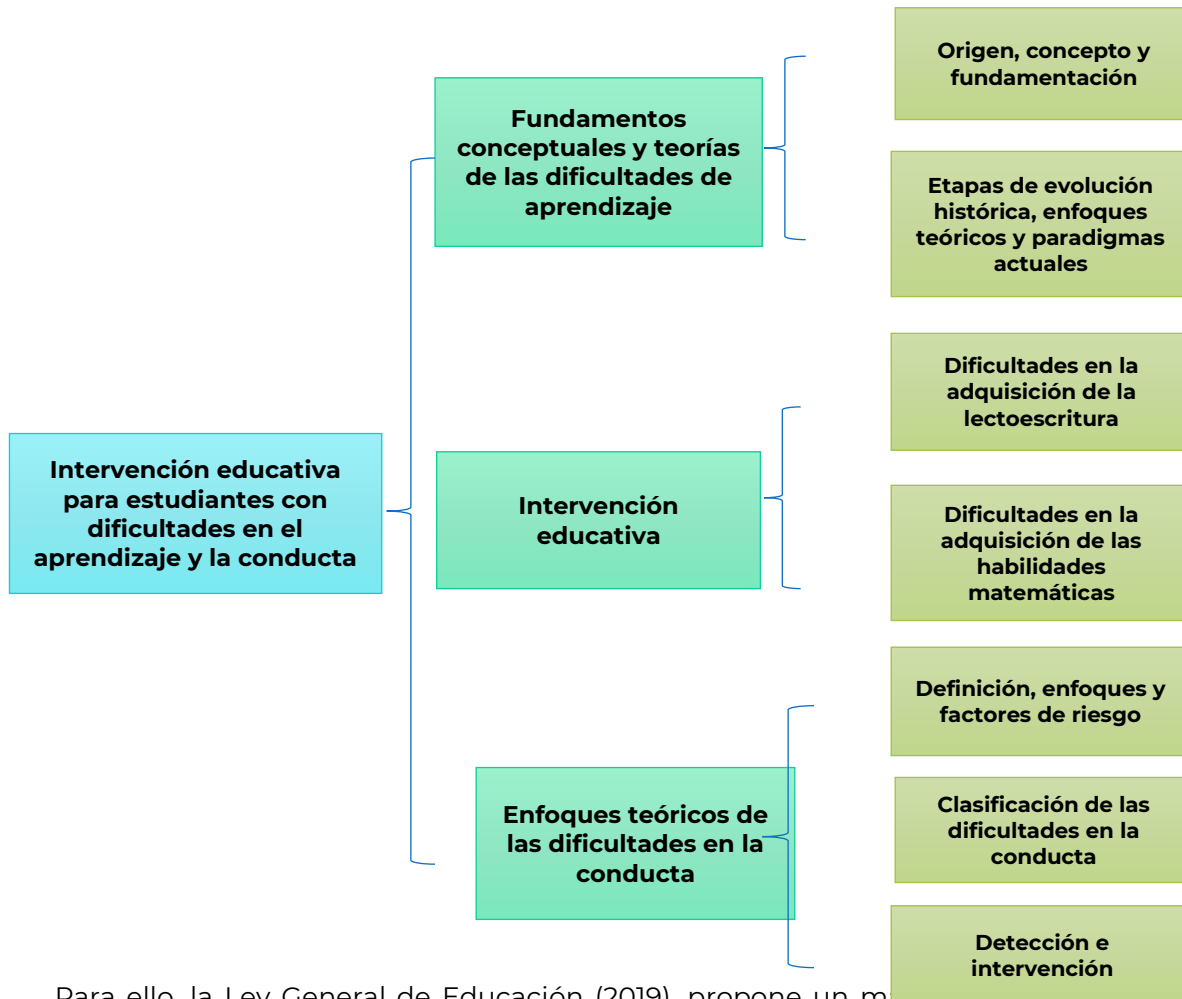 Origen, concepto y
fundamentación
Fundamentos
conceptuales y teorías
de las dificultades de
aprendizaje
Etapas de evolución
histórica, enfoques
teóricos y paradigmas
actuales
Dificultades en la
adquisición de la
lectoescritura
Intervención educativa
para estudiantes con
dificultades en el
aprendizaje y la conducta
Intervención
educativa
Dificultades en la
adquisición de las
habilidades
matemáticas
Definición, enfoques y
factores de riesgo
Enfoques teóricos de
las dificultades en la
conducta
Clasificación de las
dificultades en la
conducta
Detección e
intervención
Para ello, la Ley General de Educación (2019), propone un